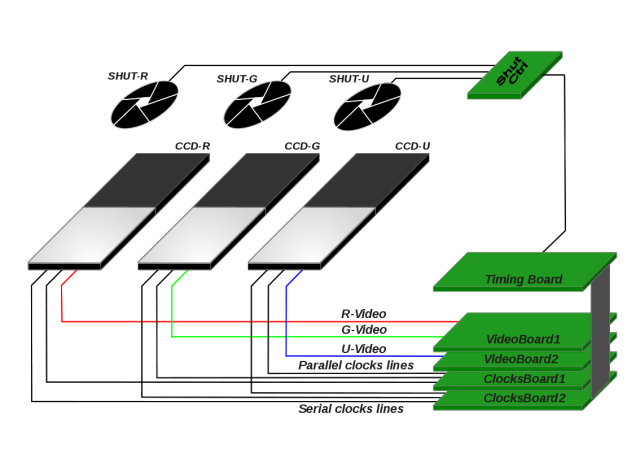 SHUT-R
SHUT-G
SHUT-U
Shut
Ctrl
CCD-R
CCD-G
CCD-U
Timing Board
R-Video
G-Video
VideoBoard1
U-Video
VideoBoard2
Parallel clocks lines
ClocksBoard1
ClocksBoard2
Serial clocks lines